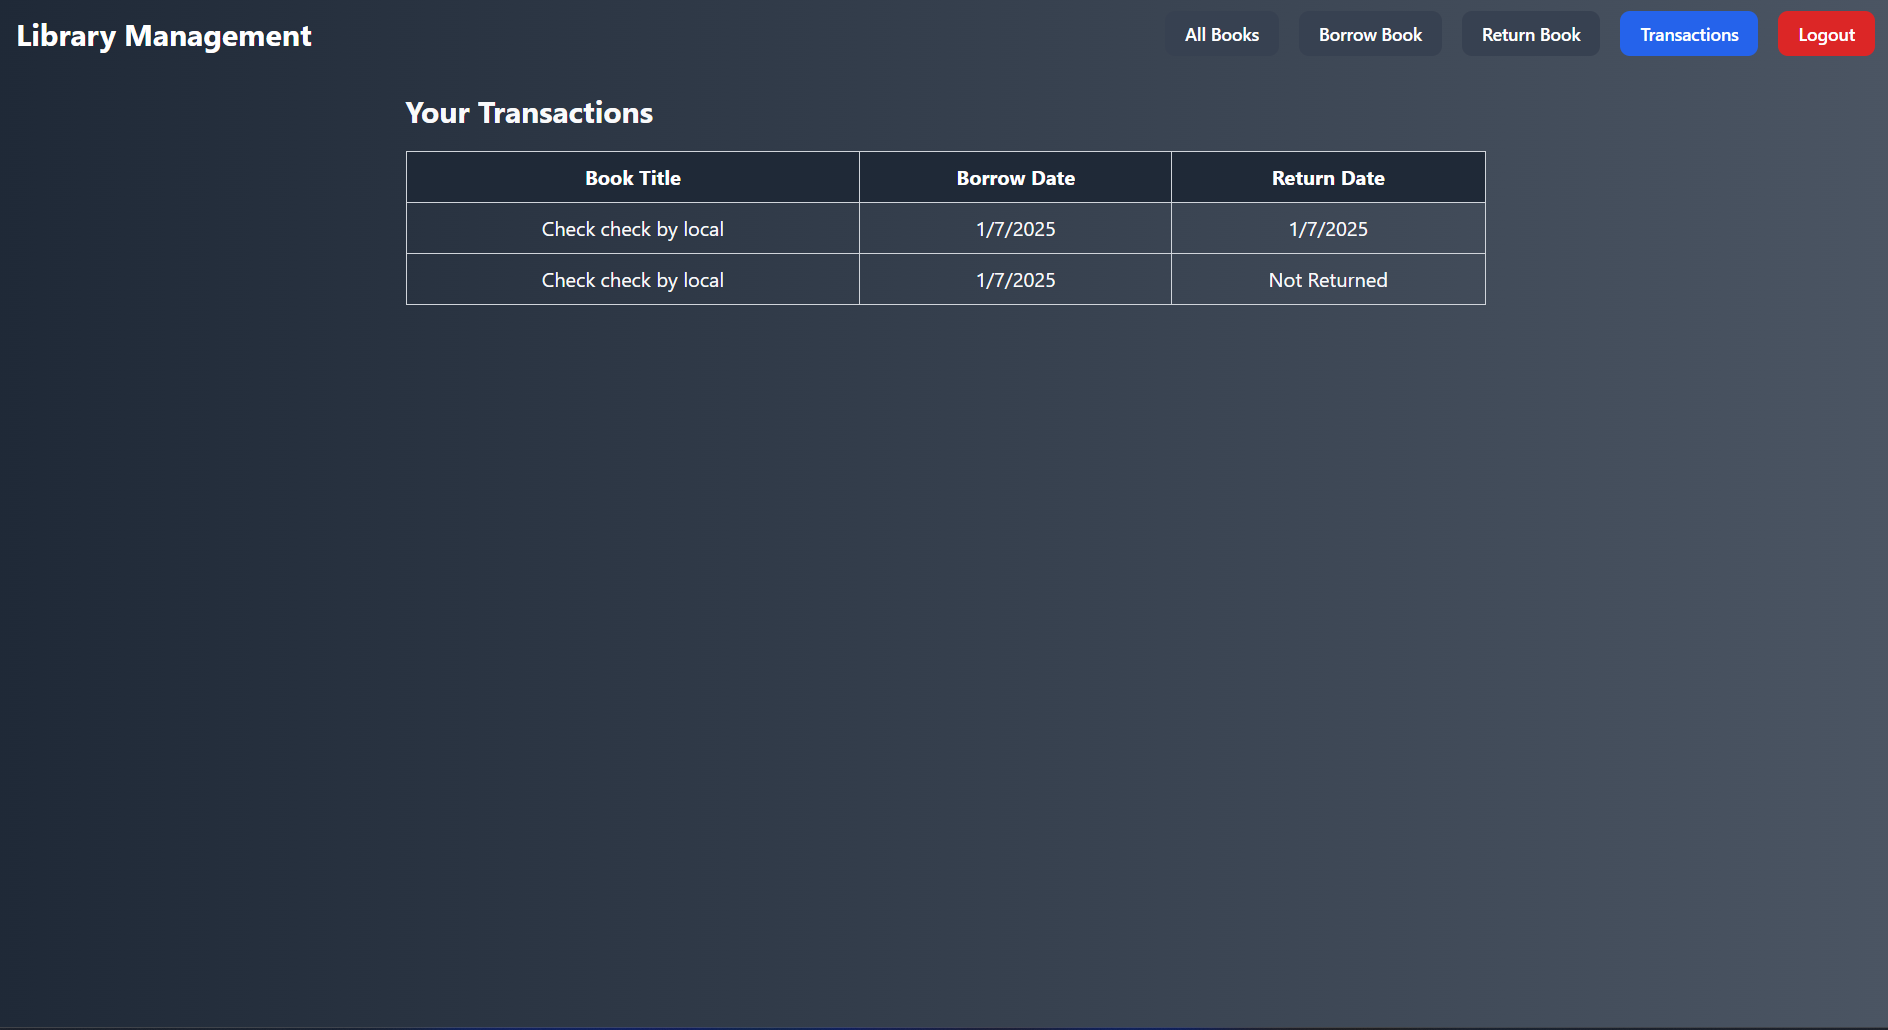 Library Management
All Books Borrow Book Return Book Transactions Logout
Your Transactions
Book Title Borrow Date Return Date
Check check by local 1/7/2025 1/7/2025
Check check by local 1/7/2025 Not Returned